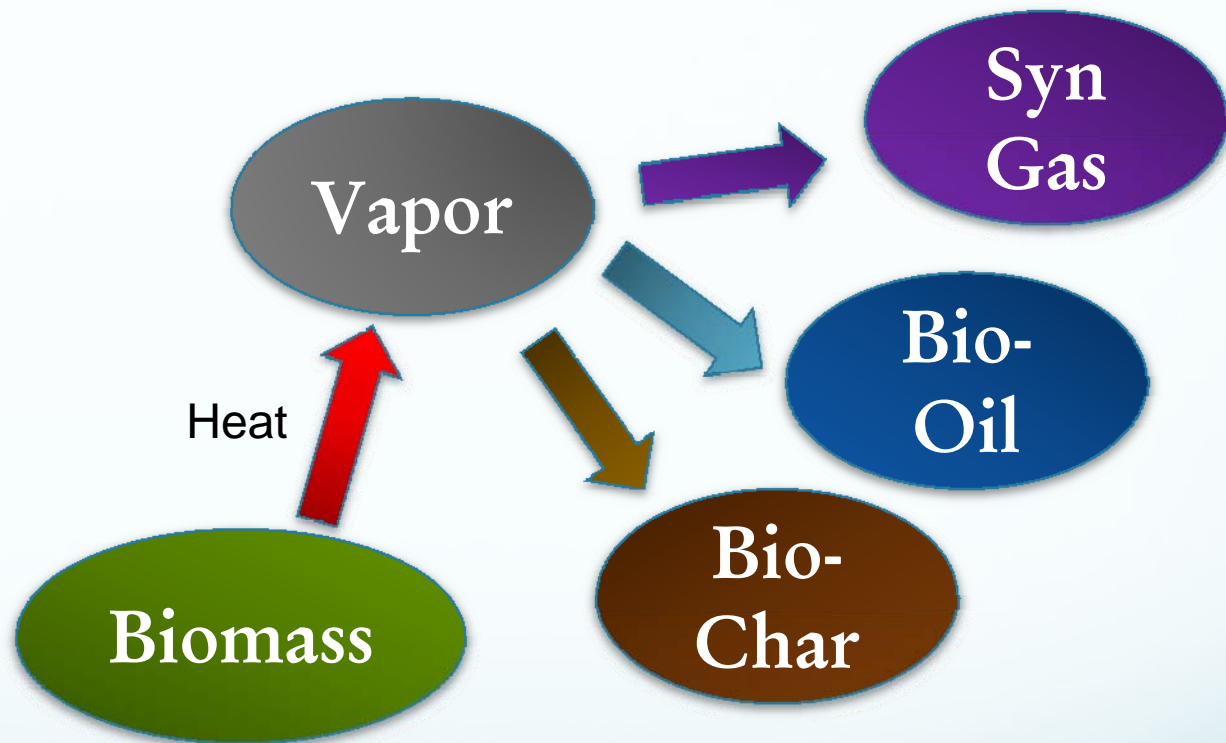 Syn
Gas
Vapor
Bio-
Oil
Heat
Bio-
Char
Biomass